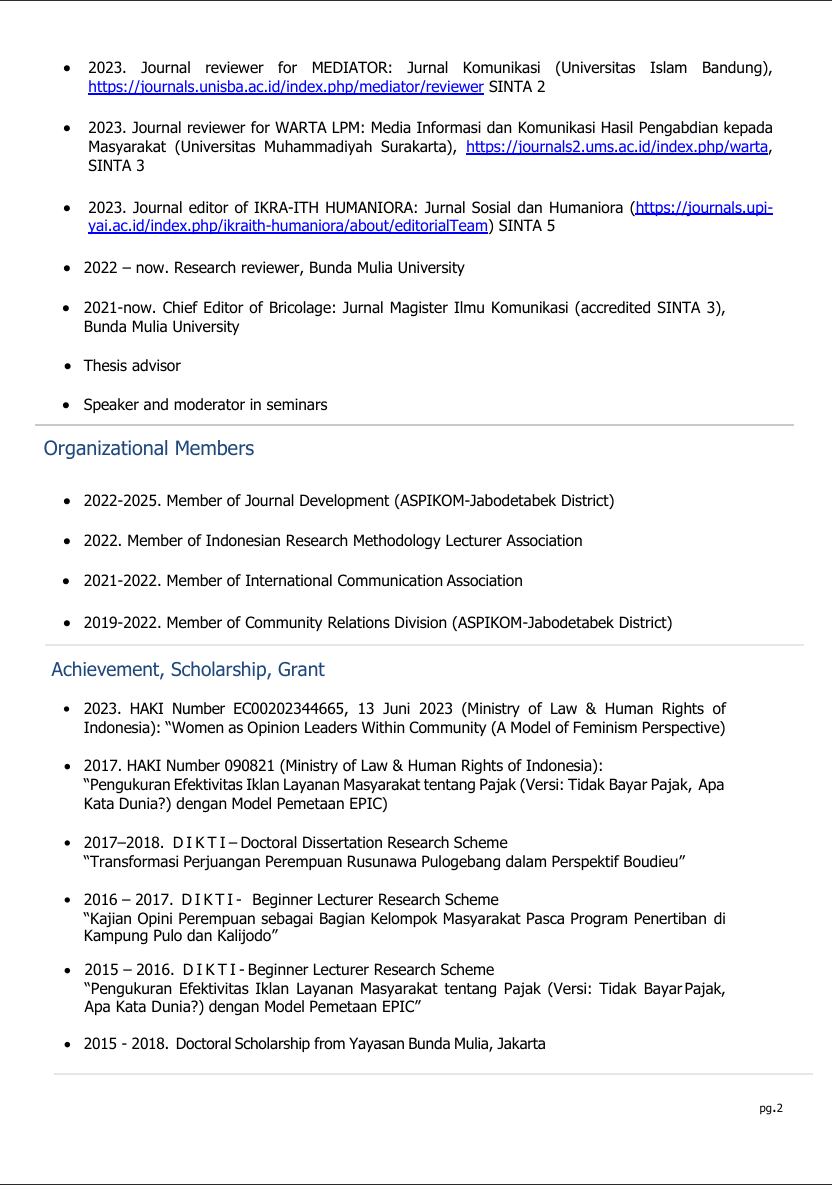 • 2023. Journal reviewer for MEDIATOR: Jurnal Komunikasi (Universitas Islam Bandung),
https://journals.unisba.ac.id/index.php/mediator/reviewer SINTA 2
• 2023. Journal reviewer for WARTA LPM: Media Informasi dan Komunikasi Hasil Pengabdian kepada
Masyarakat (Universitas Muhammadiyah Surakarta), https://journals2.ums.ac.id/index.php/warta,
SINTA 3
• 2023. Journal editor of IKRA-ITH HUMANIORA: Jurnal Sosial dan Humaniora (https://journals.upi-
yai.ac.id/index.php/ikraith-humaniora/about/editorialTeam) SINTA 5
• 2022 – now. Research reviewer, Bunda Mulia University
• 2021-now. Chief Editor of Bricolage: Jurnal Magister Ilmu Komunikasi (accredited SINTA 3),
Bunda Mulia University
• Thesis advisor
• Speaker and moderator in seminars
Organizational Members
• 2022-2025. Member of Journal Development (ASPIKOM-Jabodetabek District)
• 2022. Member of Indonesian Research Methodology Lecturer Association
• 2021-2022. Member of International Communication Association
• 2019-2022. Member of Community Relations Division (ASPIKOM-Jabodetabek District)
Achievement, Scholarship, Grant
• 2023. HAKI Number EC00202344665, 13 Juni 2023 (Ministry of Law & Human Rights of
Indonesia): “Women as Opinion Leaders Within Community (A Model of Feminism Perspective)
• 2017. HAKI Number 090821 (Ministry of Law & Human Rights of Indonesia):
“Pengukuran Efektivitas Iklan Layanan Masyarakat tentang Pajak (Versi: Tidak Bayar Pajak, Apa
Kata Dunia?) dengan Model Pemetaan EPIC)
• 2017–2018. DIKTI – Doctoral Dissertation Research Scheme
“Transformasi Perjuangan Perempuan Rusunawa Pulogebang dalam Perspektif Boudieu”
• 2016 – 2017. DIKTI - Beginner Lecturer Research Scheme
“Kajian Opini Perempuan sebagai Bagian Kelompok Masyarakat Pasca Program Penertiban di
Kampung Pulo dan Kalijodo”
• 2015 – 2016. DIKTI - Beginner Lecturer Research Scheme
“Pengukuran Efektivitas Iklan Layanan Masyarakat tentang Pajak (Versi: Tidak Bayar Pajak,
Apa Kata Dunia?) dengan Model Pemetaan EPIC”
• 2015 - 2018. Doctoral Scholarship from Yayasan Bunda Mulia, Jakarta
pg.2